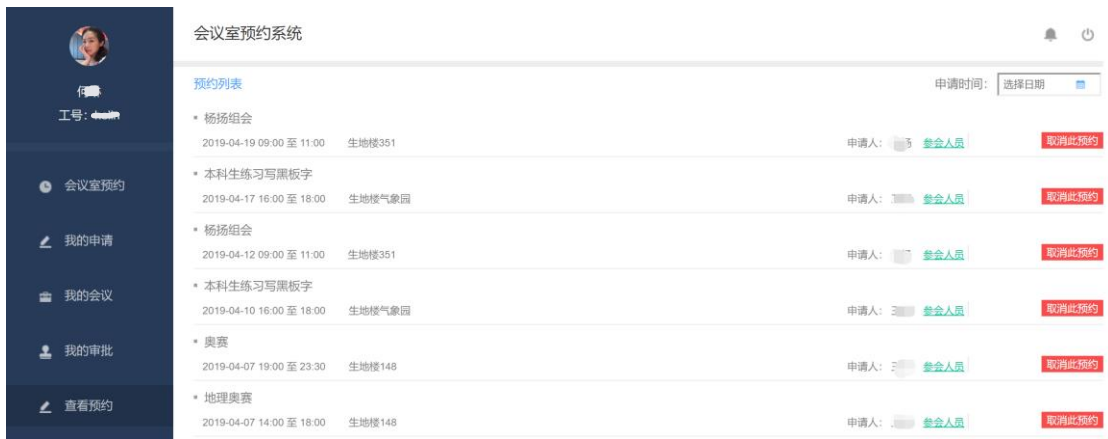 会议室预约系统
工号:
会议室预约
我的申请
我的会议
我的审批
查看预约
预约列表
申请时间: 选择日期
杨扬组会
2019-04-19 09:00 至 11:00 生地楼351 申请人: 参会人员 取消此预约
本科生练习写黑板字
2019-04-17 16:00 至 18:00 生地楼气象园 申请人: 参会人员 取消此预约
杨扬组会
2019-04-12 09:00 至 11:00 生地楼351 申请人: 参会人员 取消此预约
本科生练习写黑板字
2019-04-10 16:00 至 18:00 生地楼气象园 申请人: 参会人员 取消此预约
奥赛
2019-04-07 19:00 至 23:30 生地楼148 申请人: 参会人员 取消此预约
地理奥赛
2019-04-07 14:00 至 18:00 生地楼148 申请人: 参会人员 取消此预约